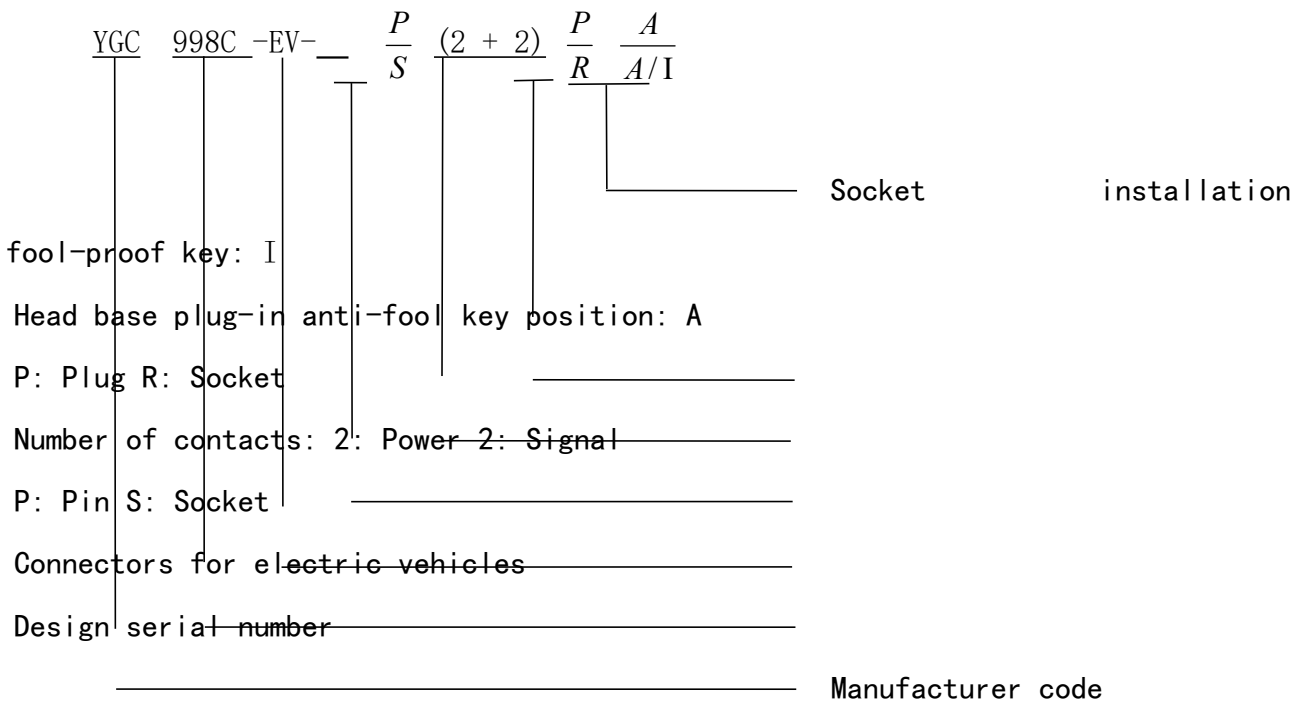 YGC 998C -EV-_ P/S (2 + 2) P/R A/A/I
Socket installation
fool-proof key: I
Head base plug-in anti-fool key position: A
P: Plug R: Socket
Number of contacts: 2: Power 2: Signal
P: Pin S: Socket
Connectors for electric vehicles
Design serial number
Manufacturer code